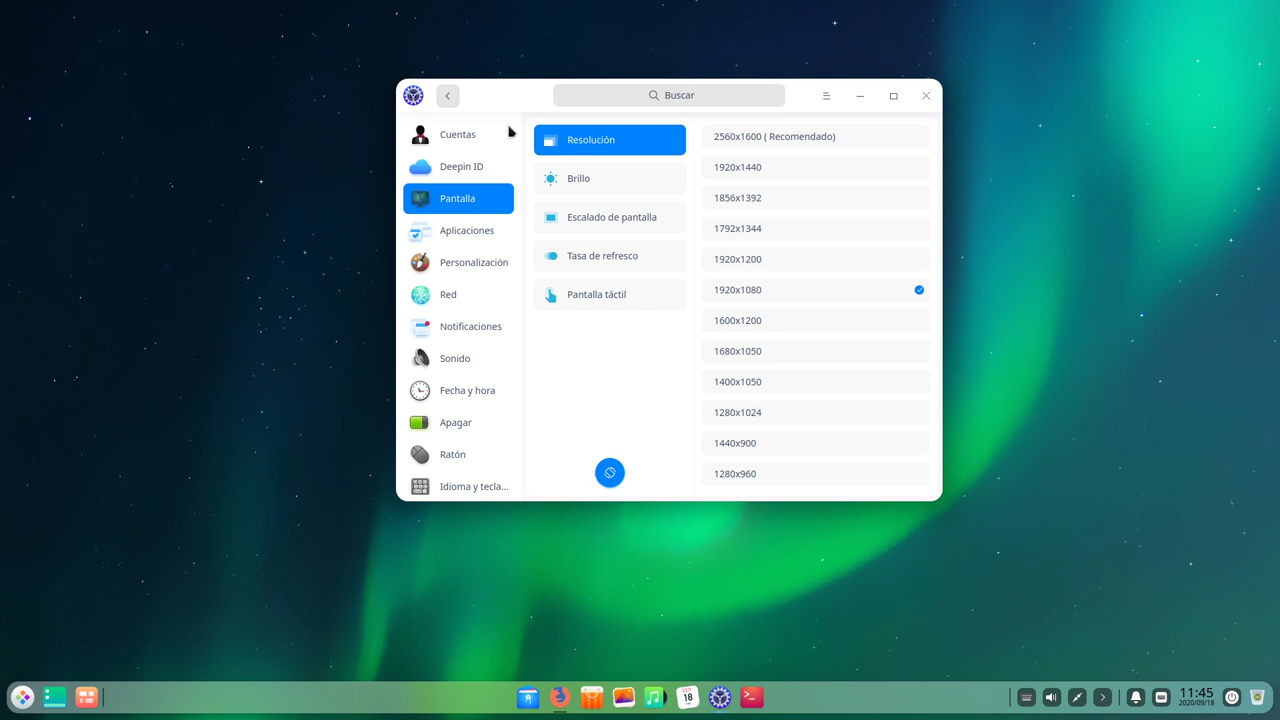 Buscar
Cuentas
Deepin ID
Pantalla
Aplicaciones
Personalización
Red
Notificaciones
Sonido
Fecha y hora
Apagar
Ratón
Idioma y tecla...
Resolución
Brillo
Escalado de pantalla
Tasa de refresco
Pantalla táctil
2560x1600 ( Recomendado)
1920x1440
1856x1392
1792x1344
1920x1200
1920x1080
1600x1200
1680x1050
1400x1050
1280x1024
1440x900
1280x960
SEP
18
11:45
2020/09/18